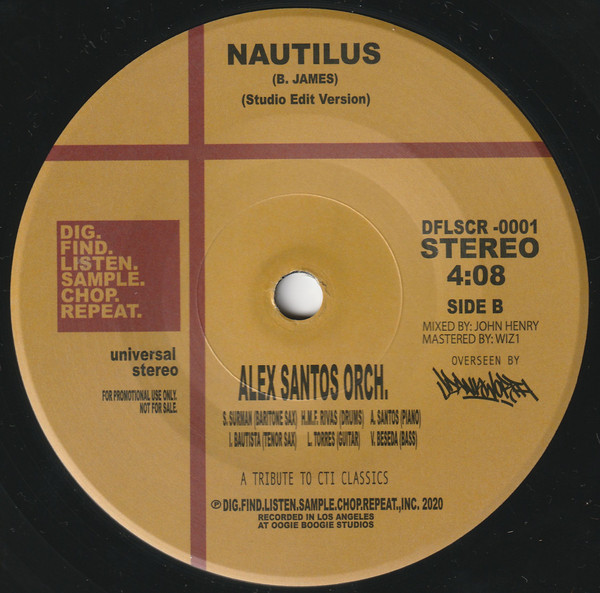 NAUTILUS
(B. JAMES)
(Studio Edit Version)
DIG.
FIND.
LISTEN.
SAMPLE.
CHOP.
REPEAT.
universal
stereo
FOR PROMOTIONAL USE ONLY.
NOT FOR SALE.
DFLSCR -0001
STEREO
4:08
SIDE B
MIXED BY: JOHN HENRY
MASTERED BY: WIZ1
OVERSEEN BY
ALEX SANTOS ORCH.
S. SURMAN (BARITONE SAX) H.M.F. RIVAS (DRUMS) A. SANTOS (PIANO)
I. BAUTISTA (TENOR SAX) L. TORRES (GUITAR) V. BESEDA (BASS)
A TRIBUTE TO CTI CLASSICS
℗ DIG.FIND.LISTEN.SAMPLE.CHOP.REPEAT.,INC. 2020
RECORDED IN LOS ANGELES
AT OOGIE BOOGIE STUDIOS